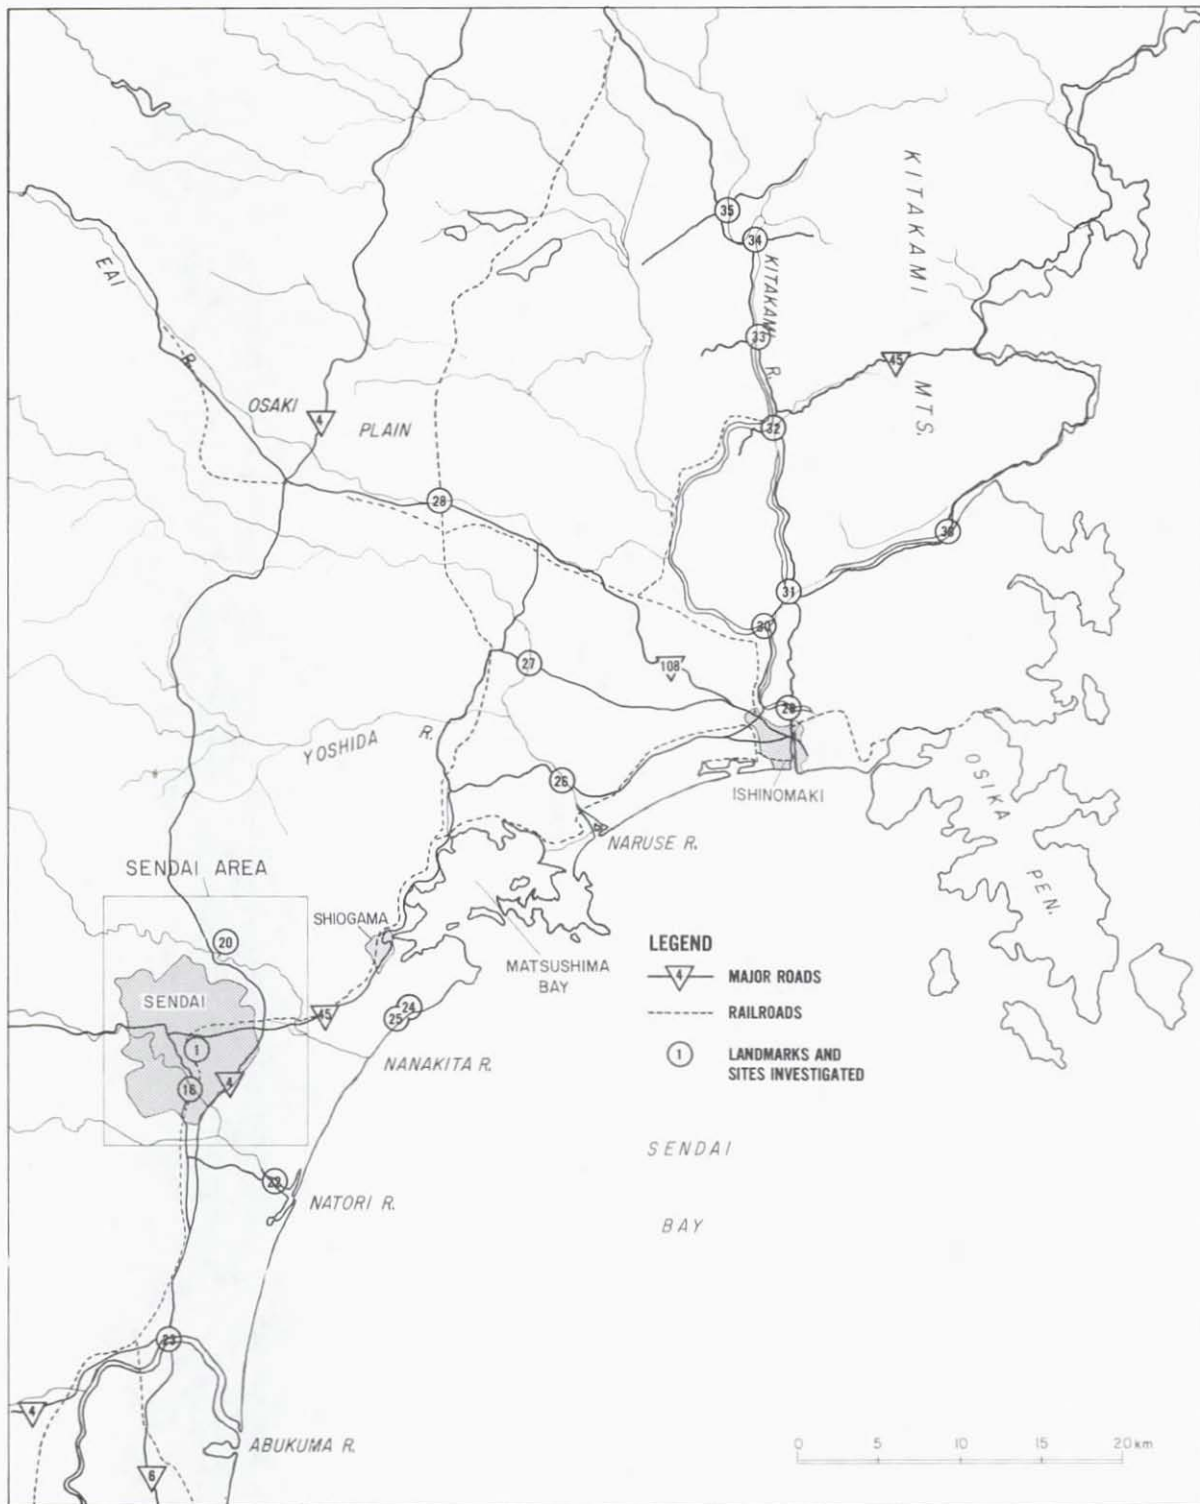 KITAKAMI
35
34
EAI
KITAKAMI
33
R.
45
R.
MTS.
OSAKI
4
PLAIN
32
28
36
31
30
27
108
YOSHIDA R.
26
ISHINOMAKI
OSIKA
NARUSE R.
SENDAI AREA
PEN.
SHIOGAMA
20
LEGEND
MATSUSHIMA
BAY
4 MAJOR ROADS
SENDAI
24
45
25
RAILROADS
1
NANAKITA R.
1 LANDMARKS AND
SITES INVESTIGATED
4
SENDAI
22
NATORI R.
BAY
23
4
ABUKUMA R.
6
0 5 10 15 20 km